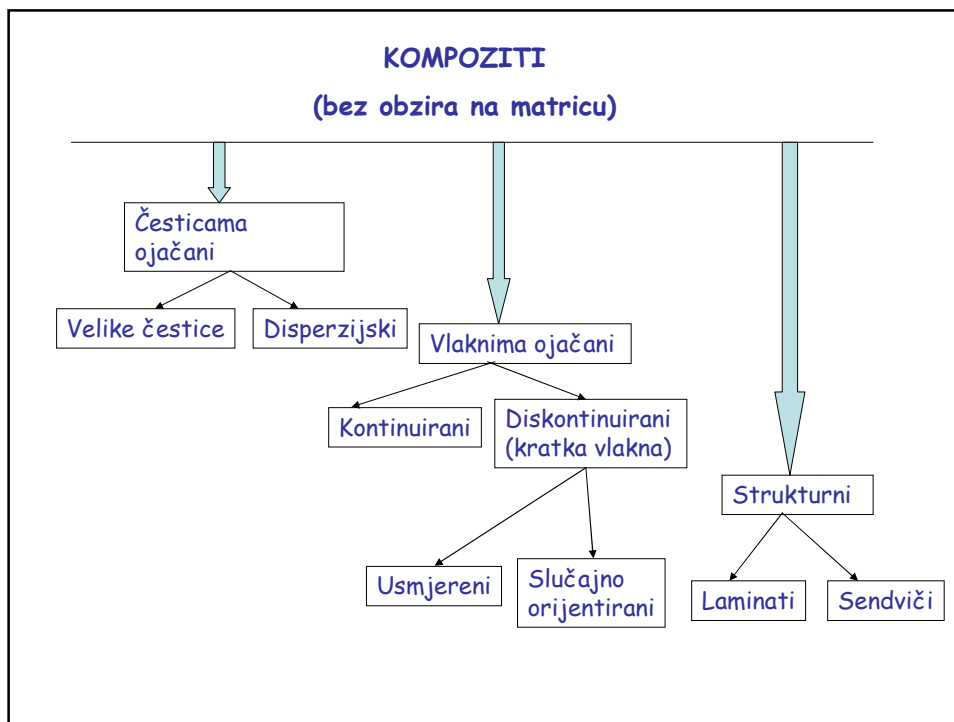 KOMPOZITI
(bez obzira na matricu)
Česticama
ojačani
Velike čestice
Disperzijski
Vlaknima ojačani
Kontinuirani
Diskontinuirani
(kratka vlakna)
Usmjereni
Slučajno
orijentirani
Strukturni
Laminati
Sendviči